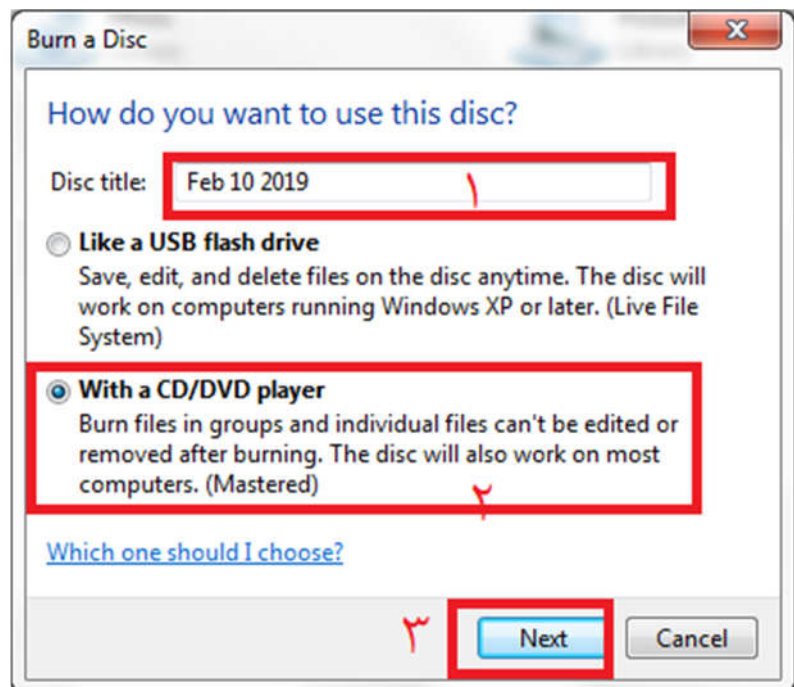 Burn a Disc
How do you want to use this disc?
Disc title: Feb 10 2019 ۱
Like a USB flash drive
Save, edit, and delete files on the disc anytime. The disc will
work on computers running Windows XP or later. (Live File
System)
With a CD/DVD player
Burn files in groups and individual files can't be edited or
removed after burning. The disc will also work on most
computers. (Mastered)
۲
Which one should I choose?
۳ Next Cancel